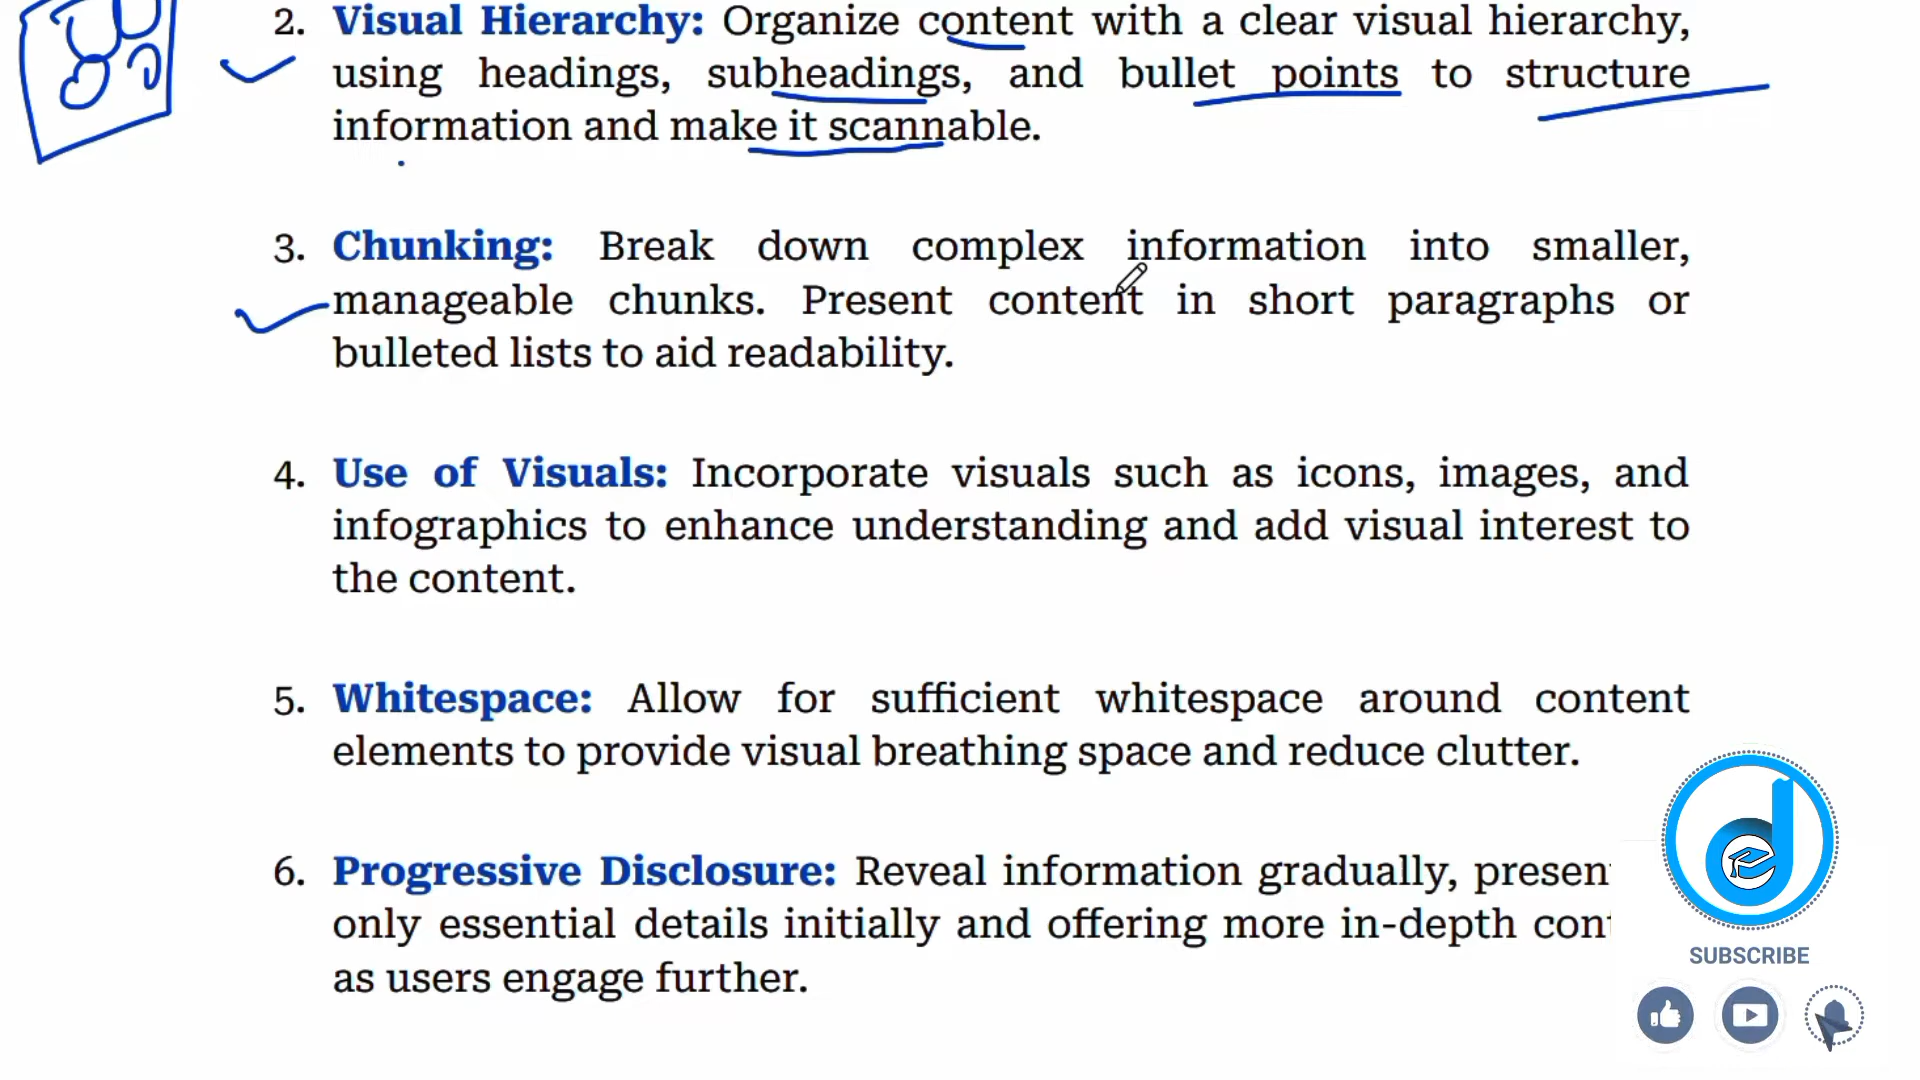 2. Visual Hierarchy: Organize content with a clear visual hierarchy,
using headings, subheadings, and bullet points to structure
information and make it scannable.
3. Chunking: Break down complex information into smaller,
manageable chunks. Present content in short paragraphs or
bulleted lists to aid readability.
4. Use of Visuals: Incorporate visuals such as icons, images, and
infographics to enhance understanding and add visual interest to
the content.
5. Whitespace: Allow for sufficient whitespace around content
elements to provide visual breathing space and reduce clutter.
6. Progressive Disclosure: Reveal information gradually, presen
only essential details initially and offering more in-depth con
as users engage further.
SUBSCRIBE